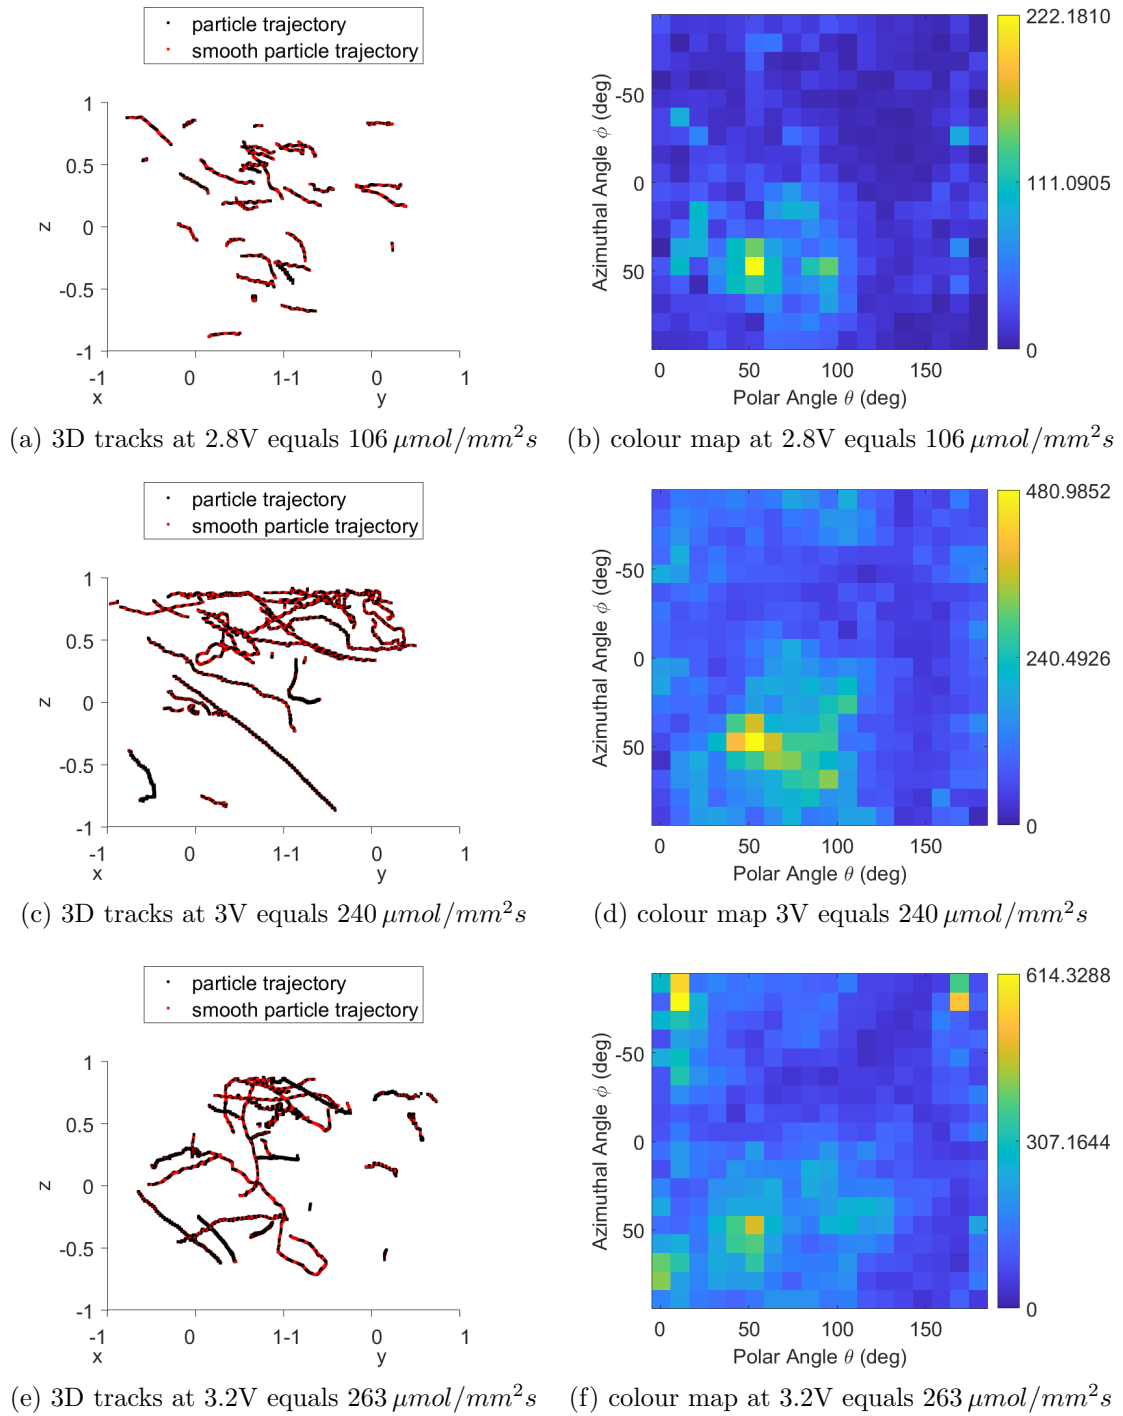 particle trajectory
smooth particle trajectory
1
0.5
0
-0.5
-1
z
-1 0 1-1 0 1
x y
222.1810
111.0905
0
-50
0
50
Azimuthal Angle ϕ (deg)
0 50 100 150
Polar Angle θ (deg)
(a) 3D tracks at 2.8V equals 106 μmol/mm²s
(b) colour map at 2.8V equals 106 μmol/mm²s
particle trajectory
smooth particle trajectory
1
0.5
0
-0.5
-1
z
-1 0 1-1 0 1
x y
480.9852
240.4926
0
-50
0
50
Azimuthal Angle ϕ (deg)
0 50 100 150
Polar Angle θ (deg)
(c) 3D tracks at 3V equals 240 μmol/mm²s
(d) colour map 3V equals 240 μmol/mm²s
particle trajectory
smooth particle trajectory
1
0.5
0
-0.5
-1
z
-1 0 1-1 0 1
x y
614.3288
307.1644
0
-50
0
50
Azimuthal Angle ϕ (deg)
0 50 100 150
Polar Angle θ (deg)
(e) 3D tracks at 3.2V equals 263 μmol/mm²s
(f) colour map at 3.2V equals 263 μmol/mm²s